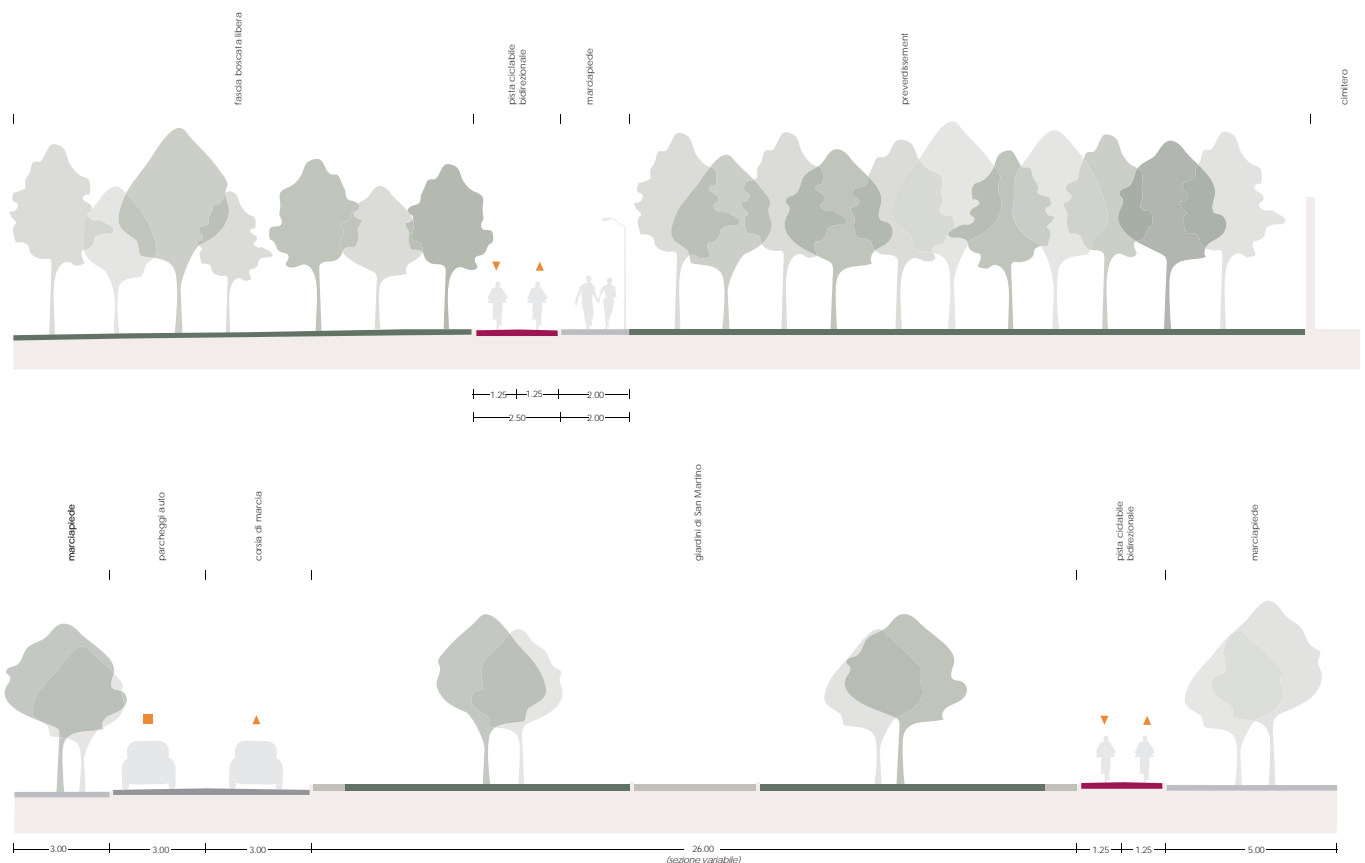 fascia boscata libera
pista ciclabile
bidirezionale
marciapiede
preverdissement
cimitero
1.25
1.25
2.00
2.50
2.00
marciapiede
parcheggi auto
corsia di marcia
giardini di San Martino
pista ciclabile
bidirezionale
marciapiede
3.00
3.00
3.00
26.00
(sezione variabile)
1.25
1.25
5.00